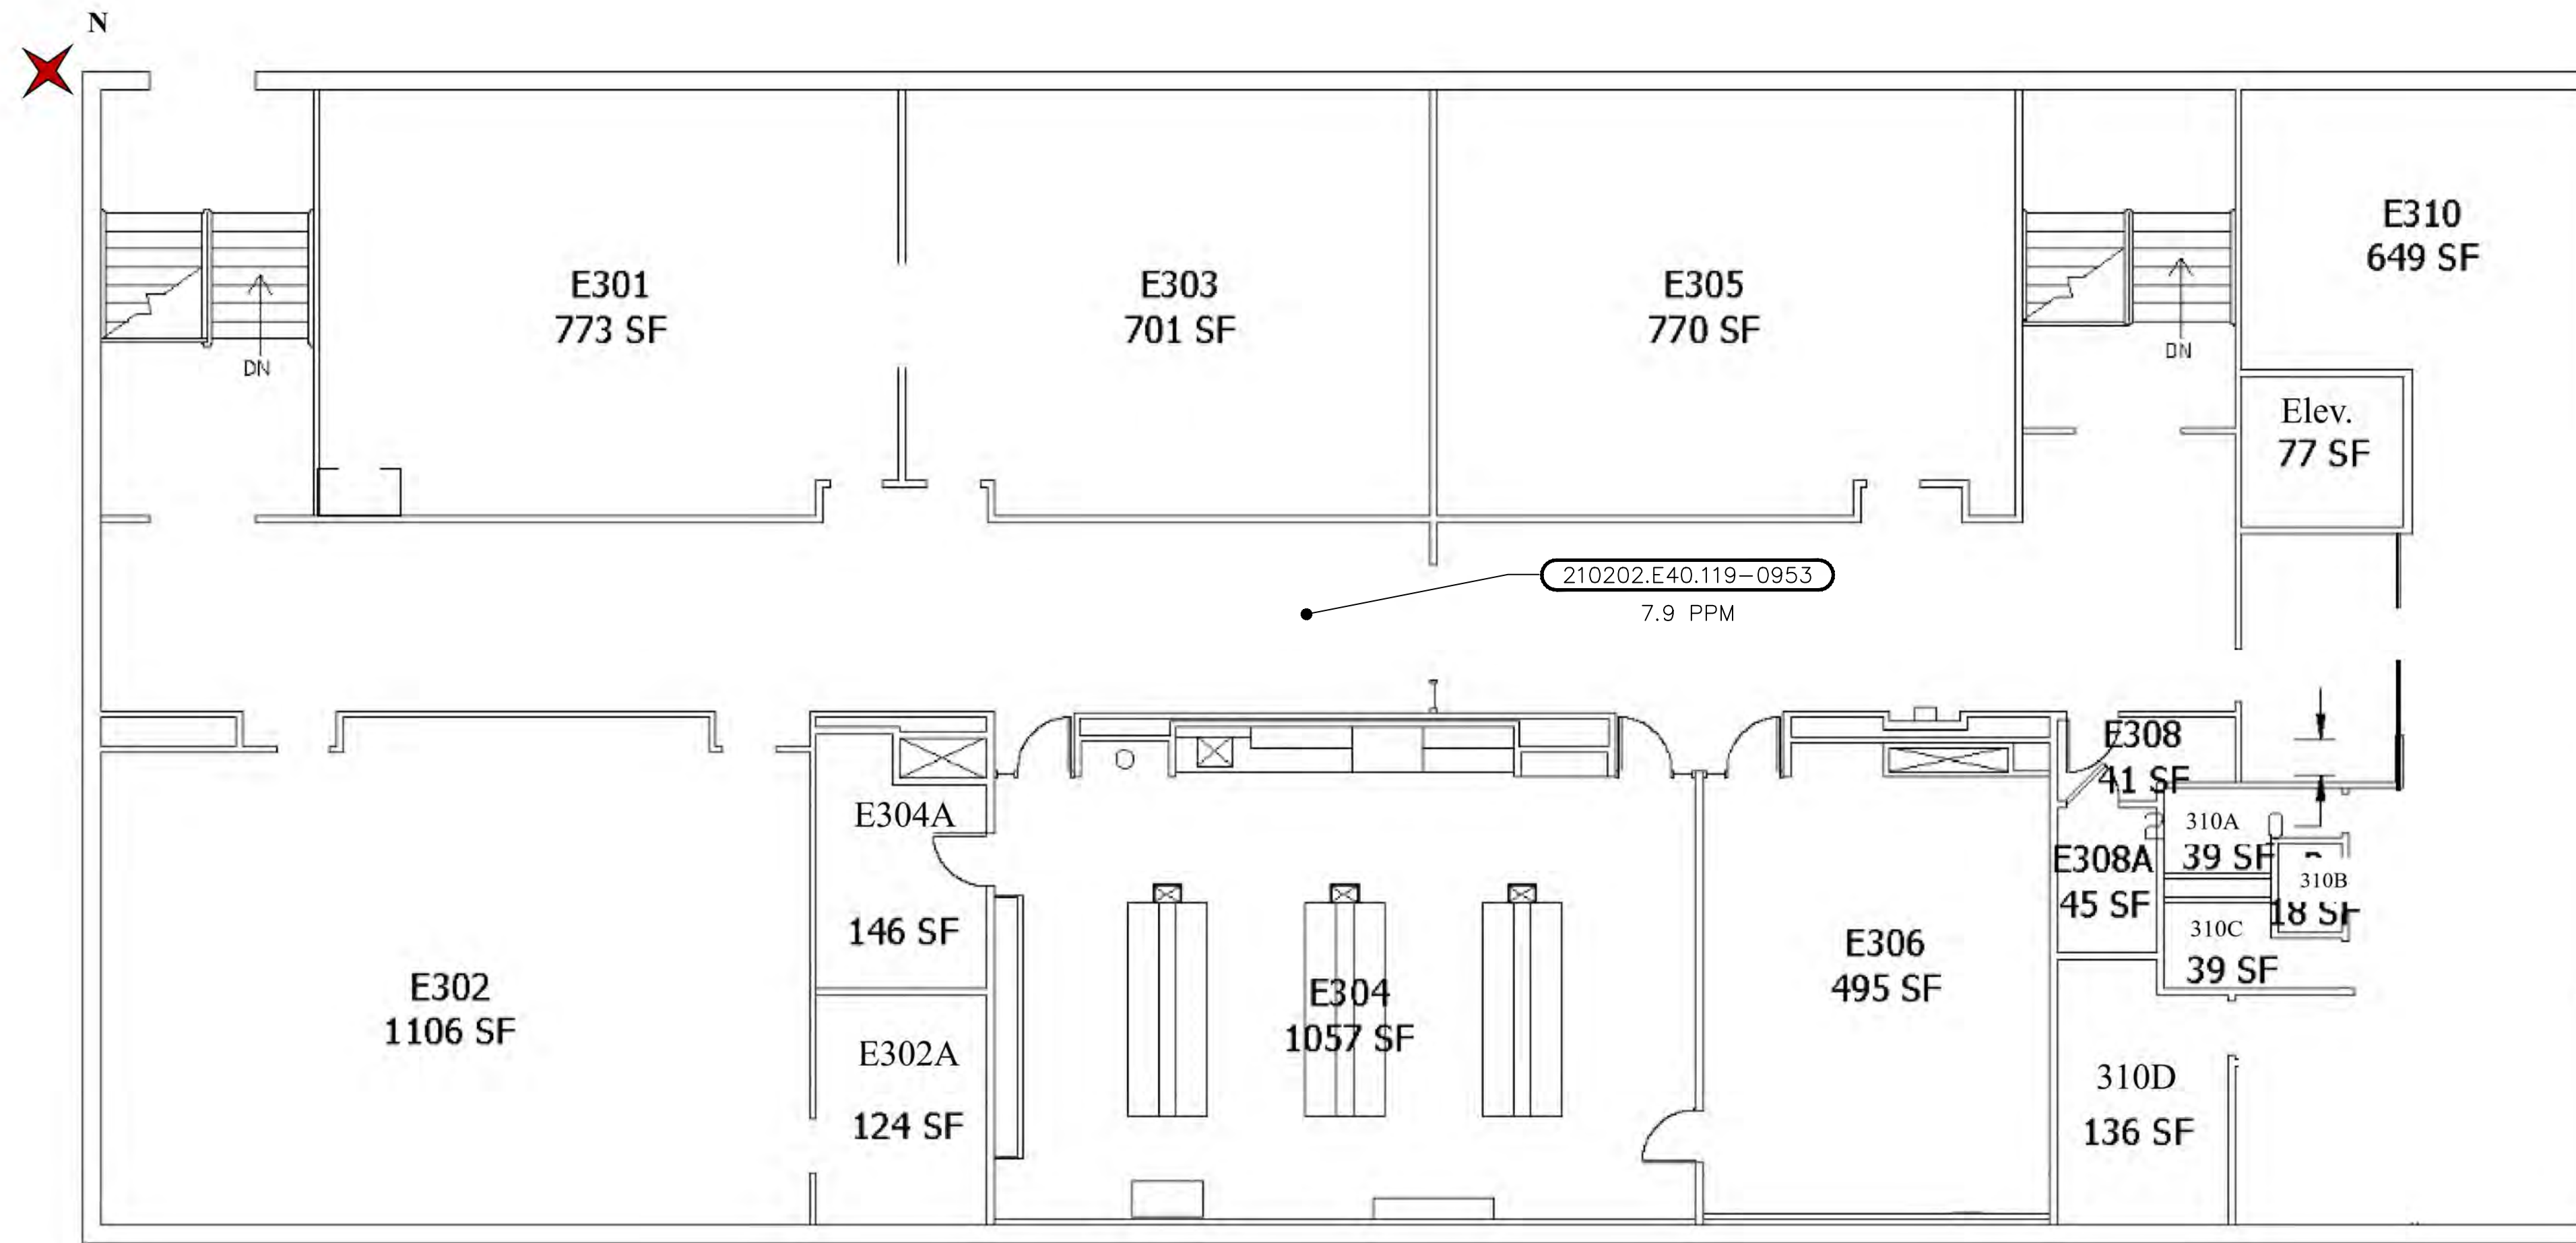 N
E301
773 SF
E303
701 SF
E305
770 SF
E310
649 SF
DN
DN
Elev.
77 SF
210202.E40.119-0953
7.9 PPM
E308
41 SF
E304A
146 SF
310A
39 SF
E308A
45 SF
310B
18 SF
310C
39 SF
E302
1106 SF
E304
1057 SF
E306
495 SF
E302A
124 SF
310D
136 SF